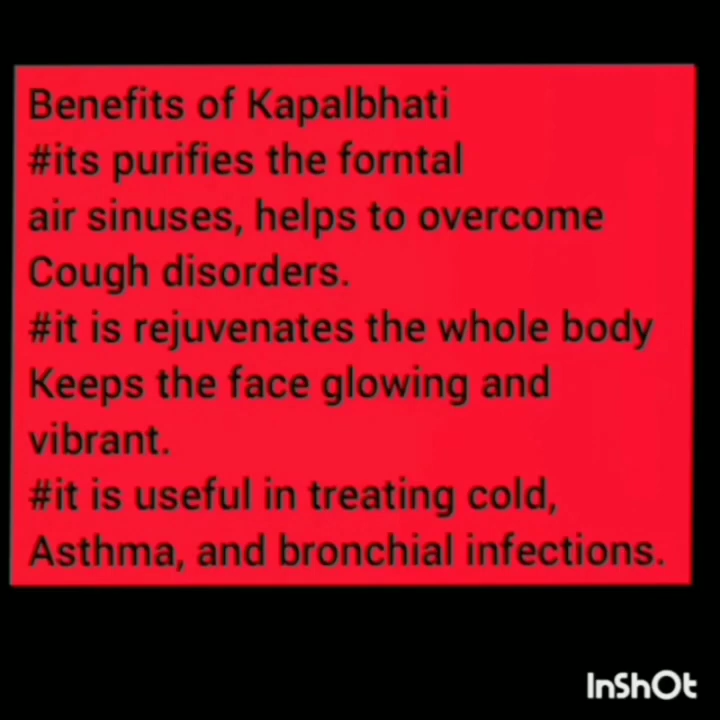 Benefits of Kapalbhati
#its purifies the forntal
air sinuses, helps to overcome
Cough disorders.
#it is rejuvenates the whole body
Keeps the face glowing and
vibrant.
#it is useful in treating cold,
Asthma, and bronchial infections.
InShOt